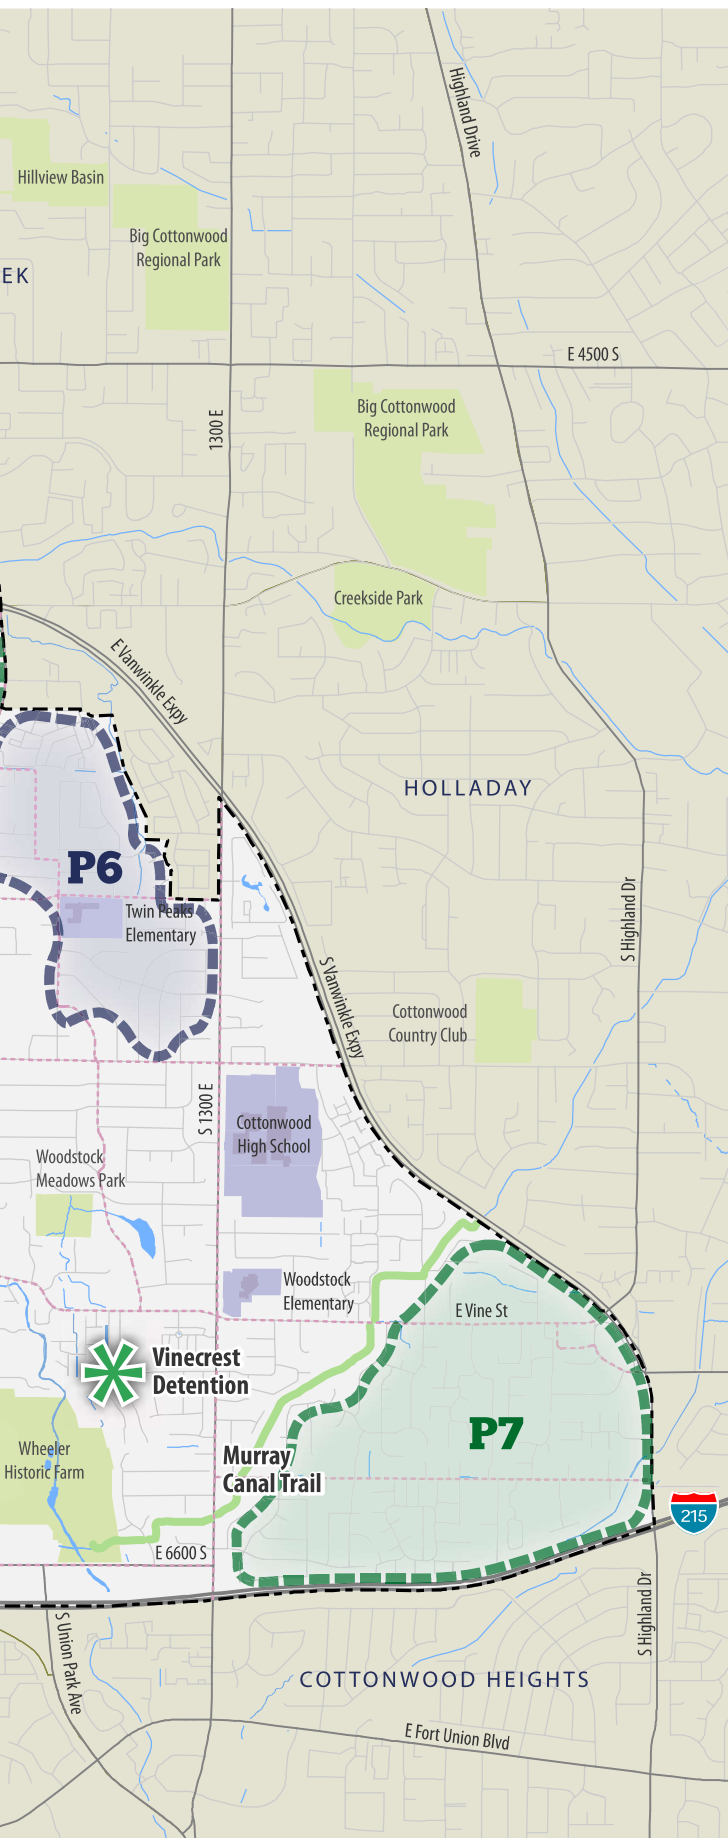 Highland Drive
Hillview Basin
Big Cottonwood
Regional Park
EK
E 4500 S
1300 E
Big Cottonwood
Regional Park
Creekside Park
E Vanwinkle Expy
HOLLADAY
P6
Twin Peaks
Elementary
S Highland Dr
S Vanwinkle Expy
Cottonwood
Country Club
S 1300 E
Cottonwood
High School
Woodstock
Meadows Park
Woodstock
Elementary
E Vine St
Vinecrest
Detention
P7
Wheeler
Historic Farm
Murray
Canal Trail
215
E 6600 S
S Highland Dr
S Union Park Ave
COTTONWOOD HEIGHTS
E Fort Union Blvd